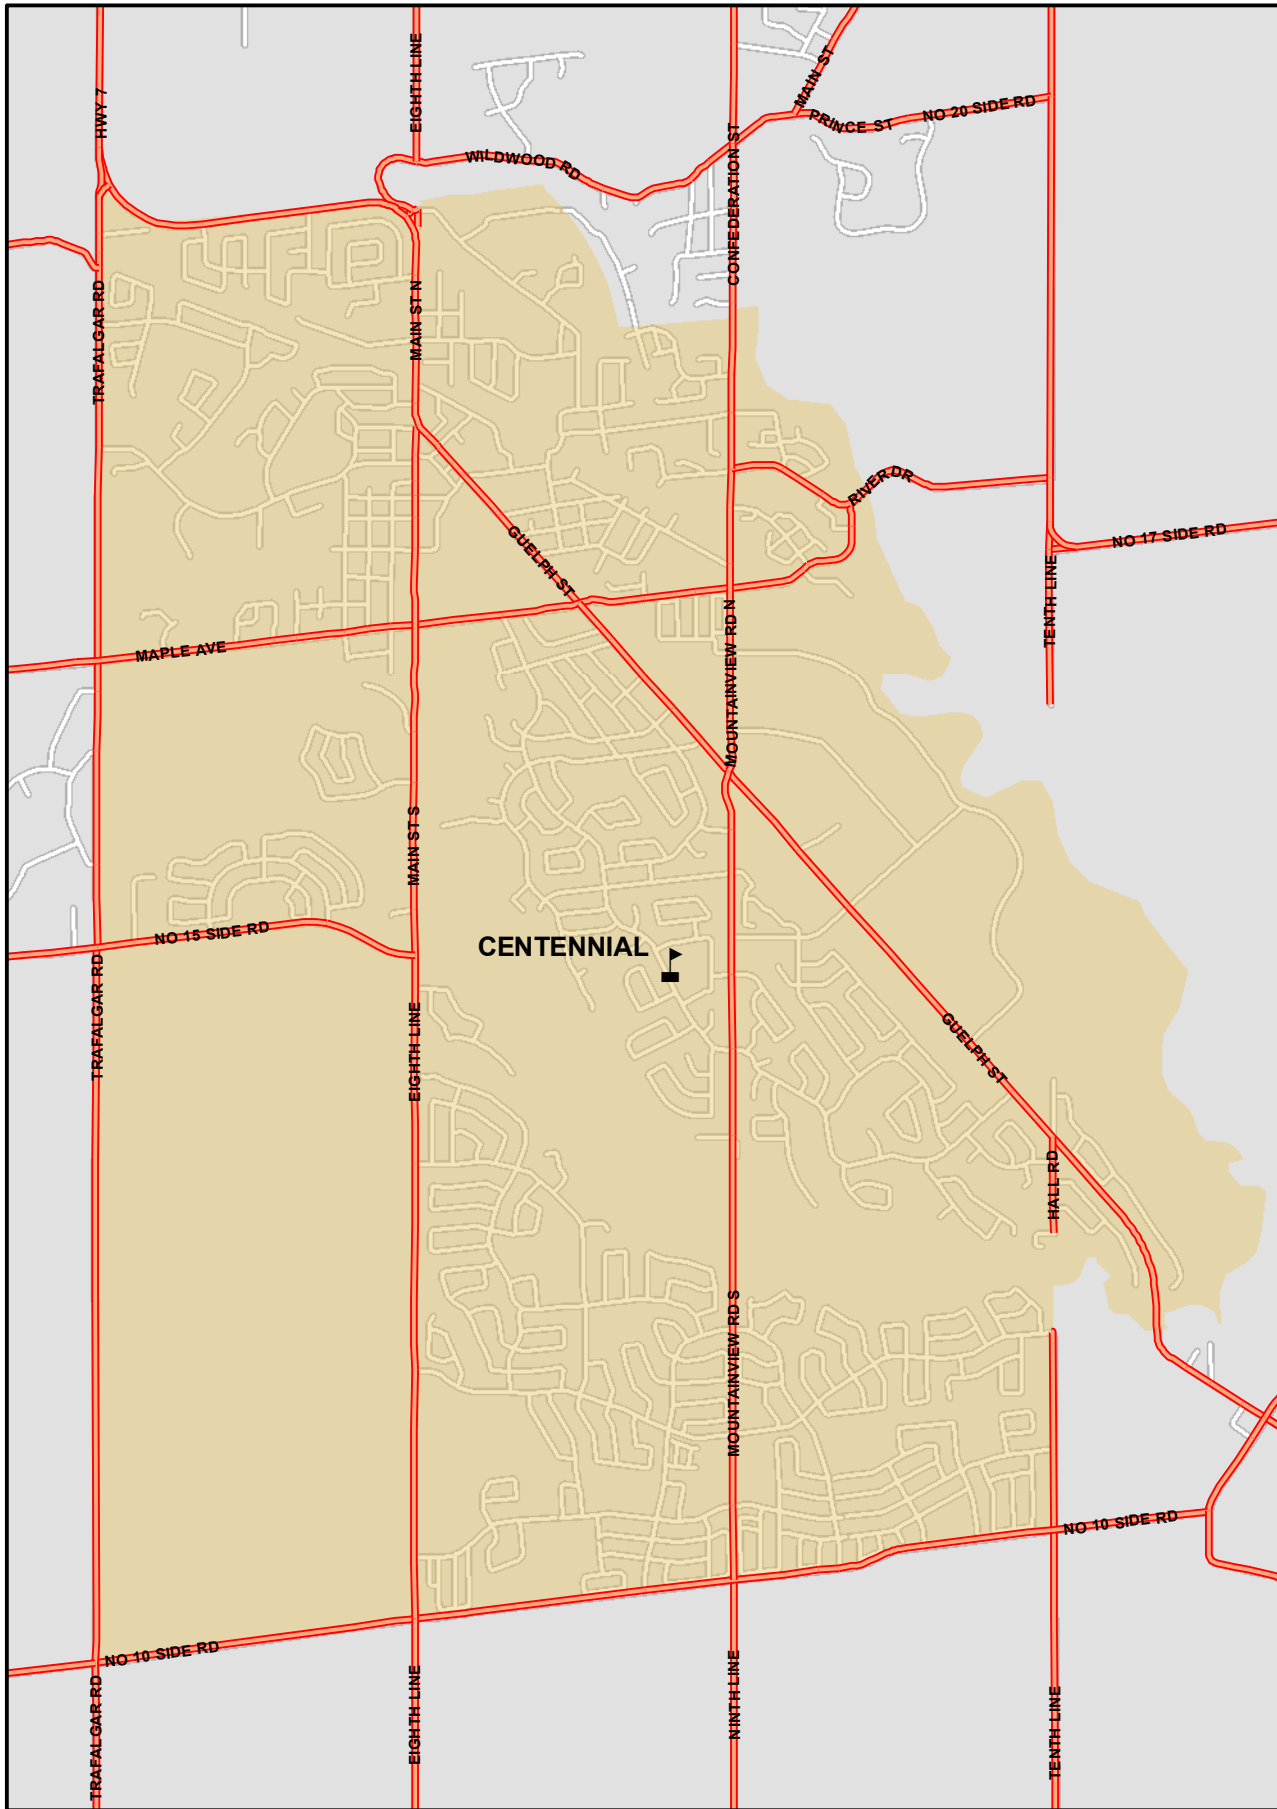 HWY 7
EIGHTH LINE
MAIN ST
PRINCE ST
NO 20 SIDE RD
WILDWOOD RD
CONFEDERATION ST
TRAFALGAR RD
MAIN ST N
RIVER DR
NO 17 SIDE RD
GUELPH ST
TENTH LINE
MAPLE AVE
MOUNTAINVIEW RD N
MAIN ST S
NO 15 SIDE RD
CENTENNIAL
TRAFALGAR RD
EIGHTH LINE
GUELPH ST
HALL RD
MOUNTAINVIEW RD S
NO 10 SIDE RD
NO 10 SIDE RD
TRAFALGAR RD
EIGHTH LINE
NINTH LINE
TENTH LINE